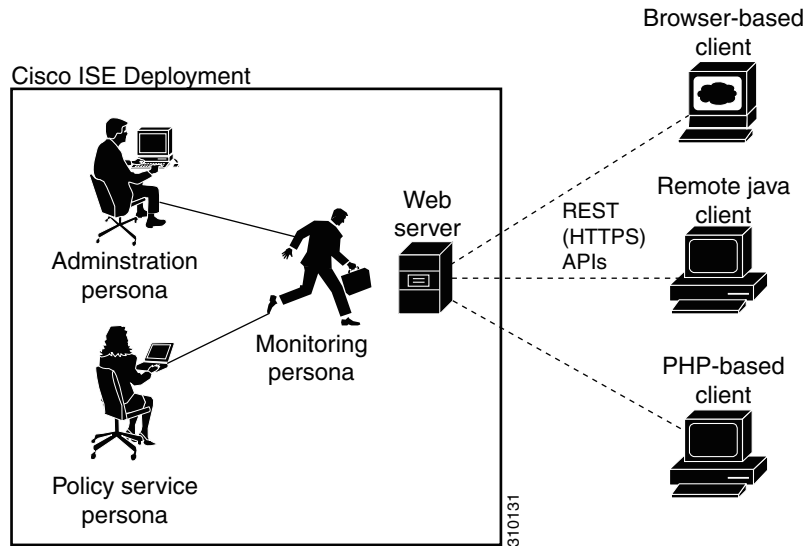 Browser-based
client
Cisco ISE Deployment
Web
server
Remote java
client
REST
(HTTPS)
APIs
Adminstration
persona
Monitoring
persona
PHP-based
client
Policy service
persona
310131